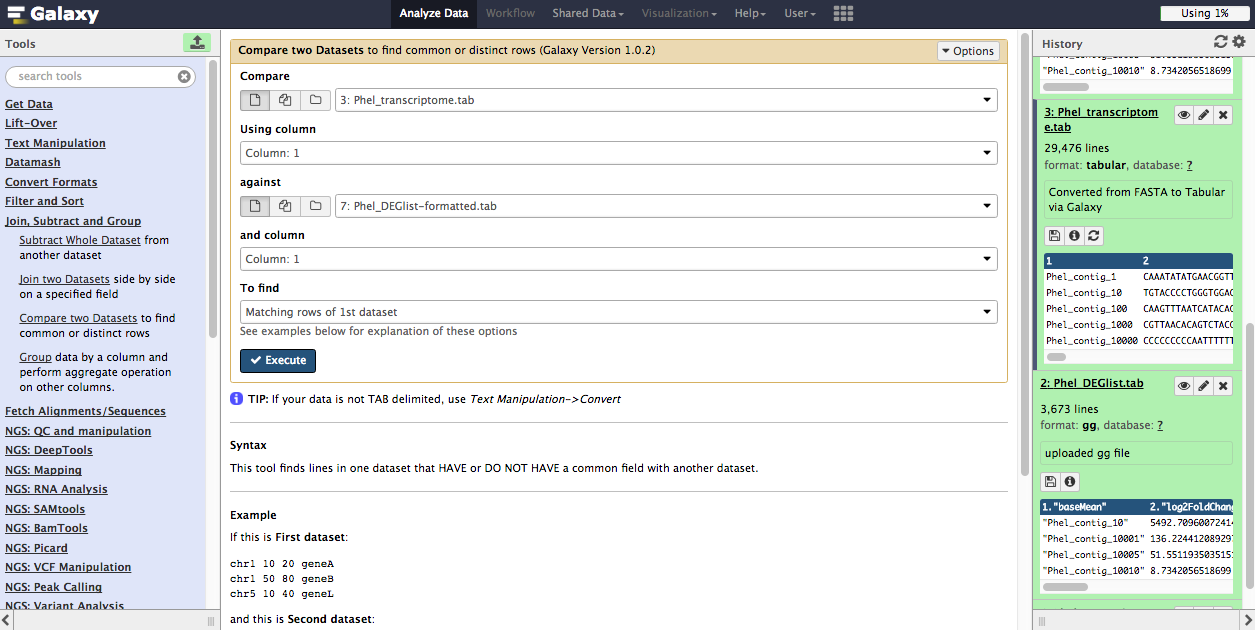 Galaxy
Analyze Data
Workflow
Shared Data
Visualization
Help
User
Using 1%
Tools
search tools
Get Data
Lift-Over
Text Manipulation
Datamash
Convert Formats
Filter and Sort
Join, Subtract and Group
Subtract Whole Dataset from
another dataset
Join two Datasets side by side
on a specified field
Compare two Datasets to find
common or distinct rows
Group data by a column and
perform aggregate operation
on other columns.
Fetch Alignments/Sequences
NGS: QC and manipulation
NGS: DeepTools
NGS: Mapping
NGS: RNA Analysis
NGS: SAMtools
NGS: BamTools
NGS: Picard
NGS: VCF Manipulation
NGS: Peak Calling
NGS: Variant Analysis
Compare two Datasets to find common or distinct rows (Galaxy Version 1.0.2)
Options
Compare
3: Phel_transcriptome.tab
Using column
Column: 1
against
7: Phel_DEGlist-formatted.tab
and column
Column: 1
To find
Matching rows of 1st dataset
See examples below for explanation of these options
Execute
TIP: If your data is not TAB delimited, use Text Manipulation->Convert
Syntax
This tool finds lines in one dataset that HAVE or DO NOT HAVE a common field with another dataset.
Example
If this is First dataset:
chr1 10 20 geneA
chr1 50 80 geneB
chr5 10 40 geneL
and this is Second dataset:
History
"Phel_contig_10010" 8.7342056518699
3: Phel_transcriptom
e.tab
29,476 lines
format: tabular, database: ?
Converted from FASTA to Tabular
via Galaxy
1 2
Phel_contig_1 CAAATATATGAACGGTT
Phel_contig_10 TGTACCCCTGGGTGGAC
Phel_contig_100 CAAGTTTAATCATACAC
Phel_contig_1000 CGTTAACACAGTCTACC
Phel_contig_10000 CCCCCCCCCAATTTTTT
2: Phel_DEGlist.tab
3,673 lines
format: gg, database: ?
uploaded gg file
1."baseMean" 2."log2FoldChang
"Phel_contig_10" 5492.7096007241
"Phel_contig_10001" 136.22441208929
"Phel_contig_10005" 51.551193503515
"Phel_contig_10010" 8.7342056518699